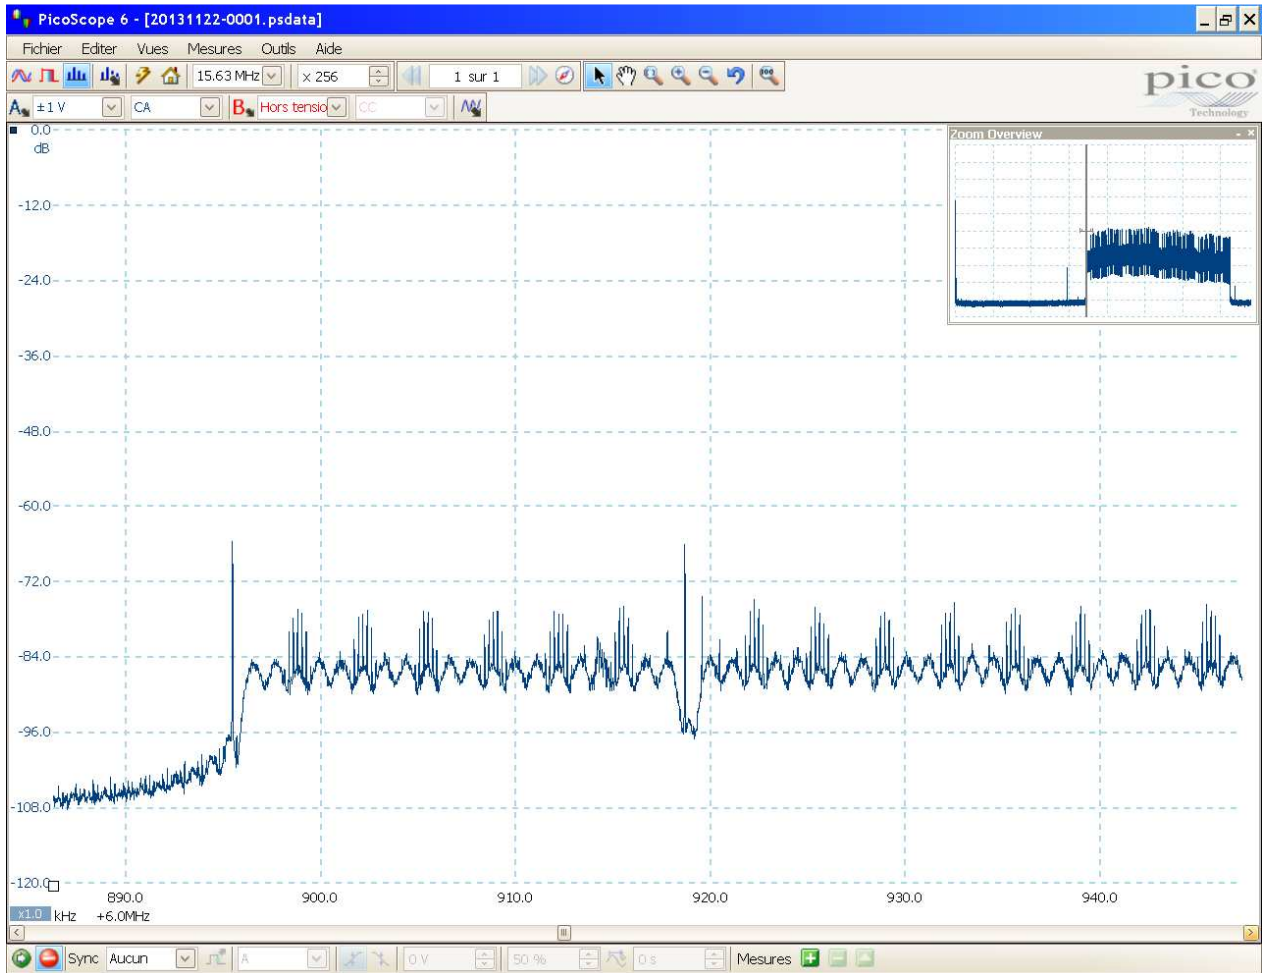 PicoScope 6 - [20131122-0001.psdata]
Fichier Editer Vues Mesures Outils Aide
15.63 MHz x 256 1 sur 1
pico
Technology
A ±1 V CA B Hors tensio CC
0.0
dB
Zoom Overview
-12.0
-24.0
-36.0
-48.0
-60.0
-72.0
-84.0
-96.0
-108.0
-120.0
890.0 900.0 910.0 920.0 930.0 940.0
x1.0 kHz +6.0MHz
Sync Aucun A 0 V 50 % 0 s Mesures